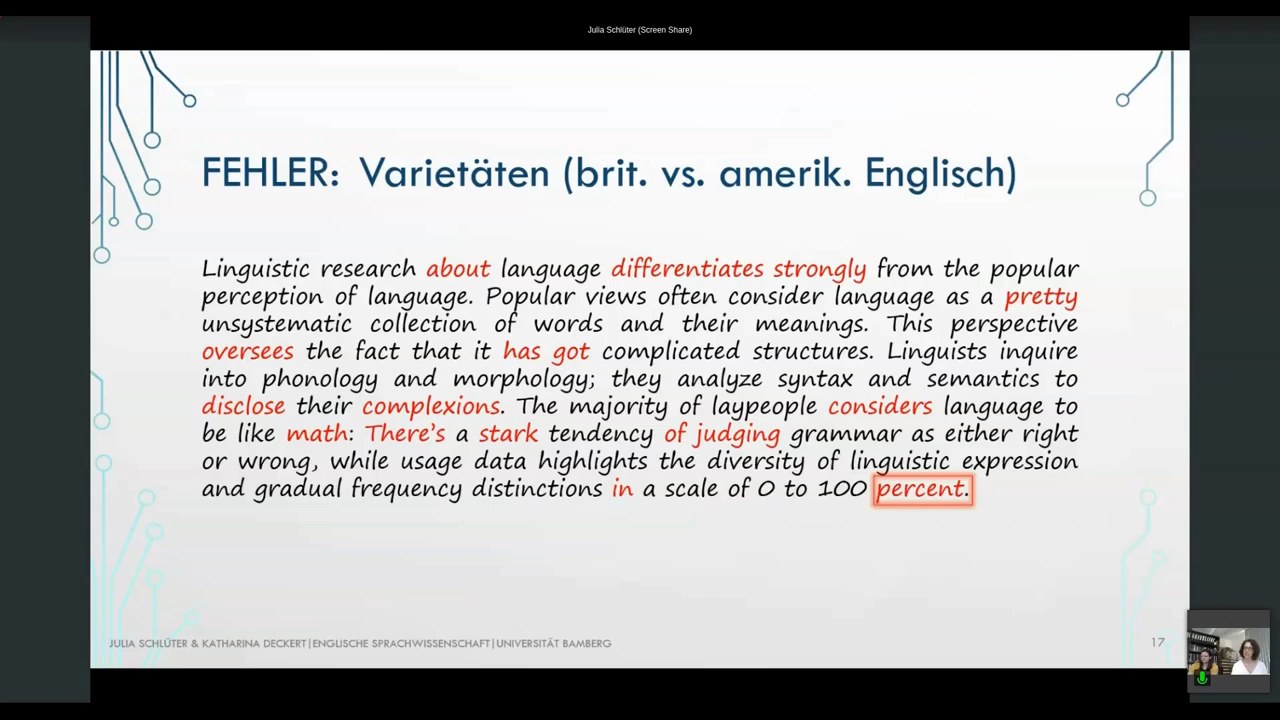 Julia Schlüter (Screen Share)
FEHLER: Varietäten (brit. vs. amerik. Englisch)
Linguistic research about language differentiates strongly from the popular
perception of language. Popular views often consider language as a pretty
unsystematic collection of words and their meanings. This perspective
oversees the fact that it has got complicated structures. Linguists inquire
into phonology and morphology; they analyze syntax and semantics to
disclose their complexions. The majority of laypeople considers language to
be like math: There's a stark tendency of judging grammar as either right
or wrong, while usage data highlights the diversity of linguistic expression
and gradual frequency distinctions in a scale of 0 to 100 percent.
JULIA SCHLÜTER & KATHARINA DECKERT|ENGLISCHE SPRACHWISSENSCHAFT|UNIVERSITÄT BAMBERG
17